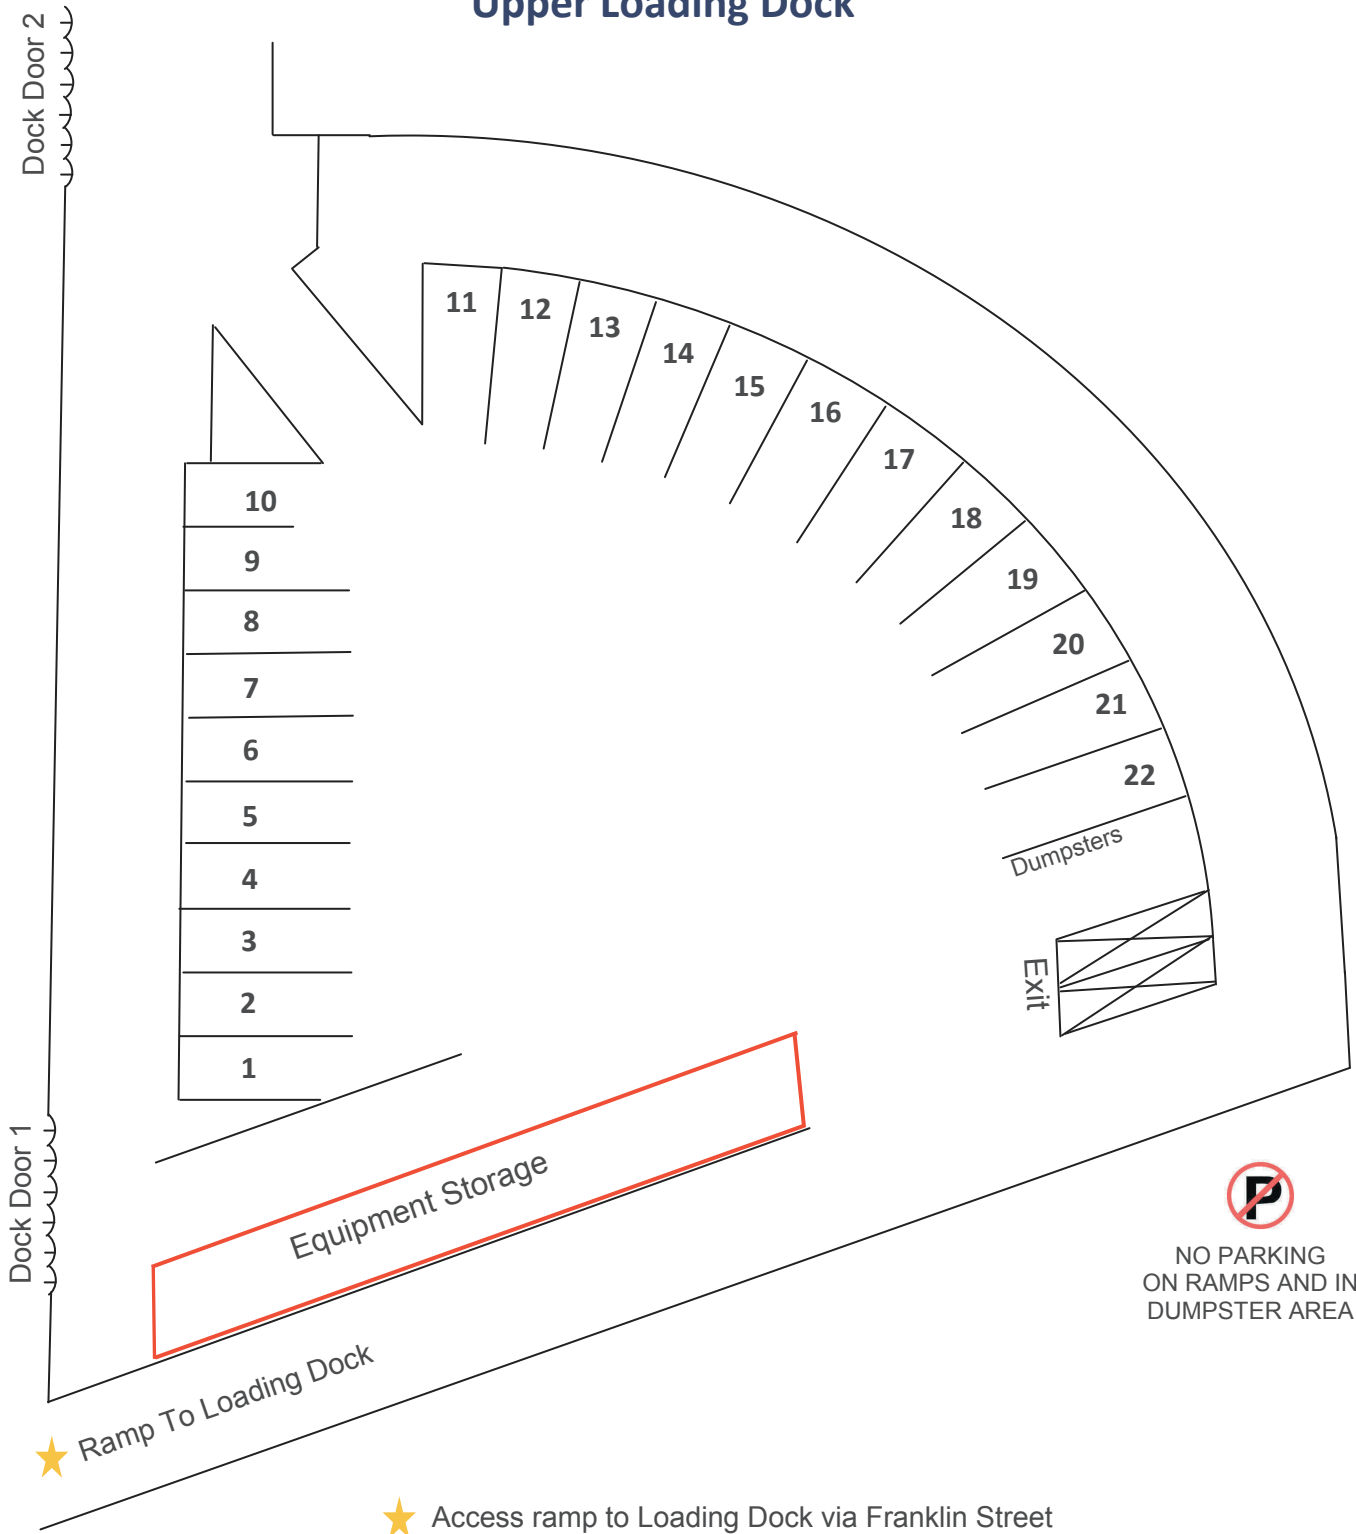 Upper Loading Dock
Dock Door 2
11
12
13
14
15
16
17
18
19
20
21
22
10
9
8
7
6
5
4
3
2
1
Dumpsters
Exit
Dock Door 1
Equipment Storage
Ramp To Loading Dock
P
NO PARKING
ON RAMPS AND IN
DUMPSTER AREA
Access ramp to Loading Dock via Franklin Street